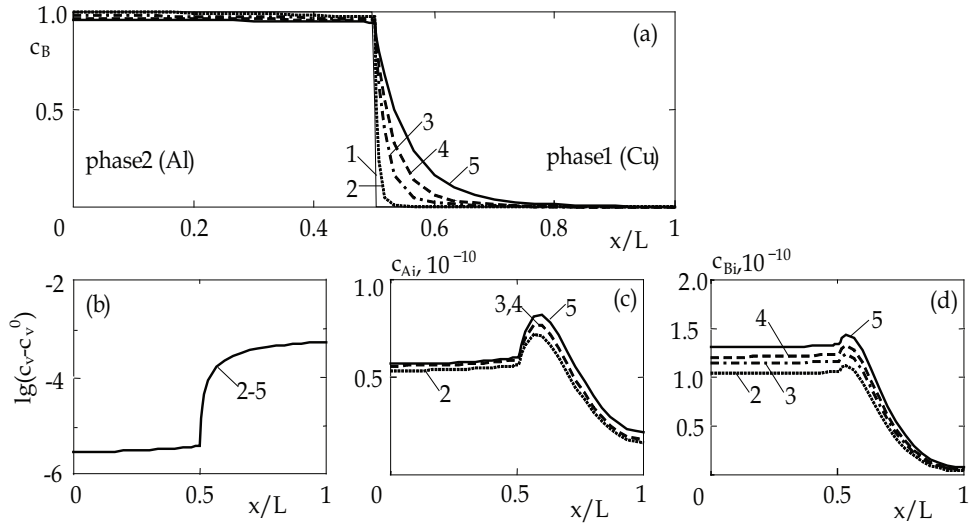 1.0
(a)
c_B
0.5
3
phase2 (Al)
1
4
5
phase1 (Cu)
2
0 0.2 0.4 0.6 0.8 1
x/L
-2
(b)
lg(c_v-c_v^0)
-4
2-5
-6
0 0.5 1
x/L
c_Ai, 10^-10
1.0
3,4
5
(c)
0.5
2
0
0 0.5 1
x/L
c_Bi, 10^-10
2.0
(d)
1.5
4
5
1.0
2
3
0.5
0
0 0.5 1
x/L